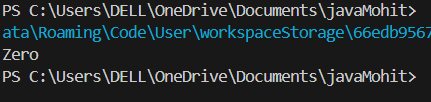 PS C:\Users\DELL\OneDrive\Documents\javaMohit>
ata\Roaming\Code\User\workspaceStorage\66edb9567
Zero
PS C:\Users\DELL\OneDrive\Documents\javaMohit>